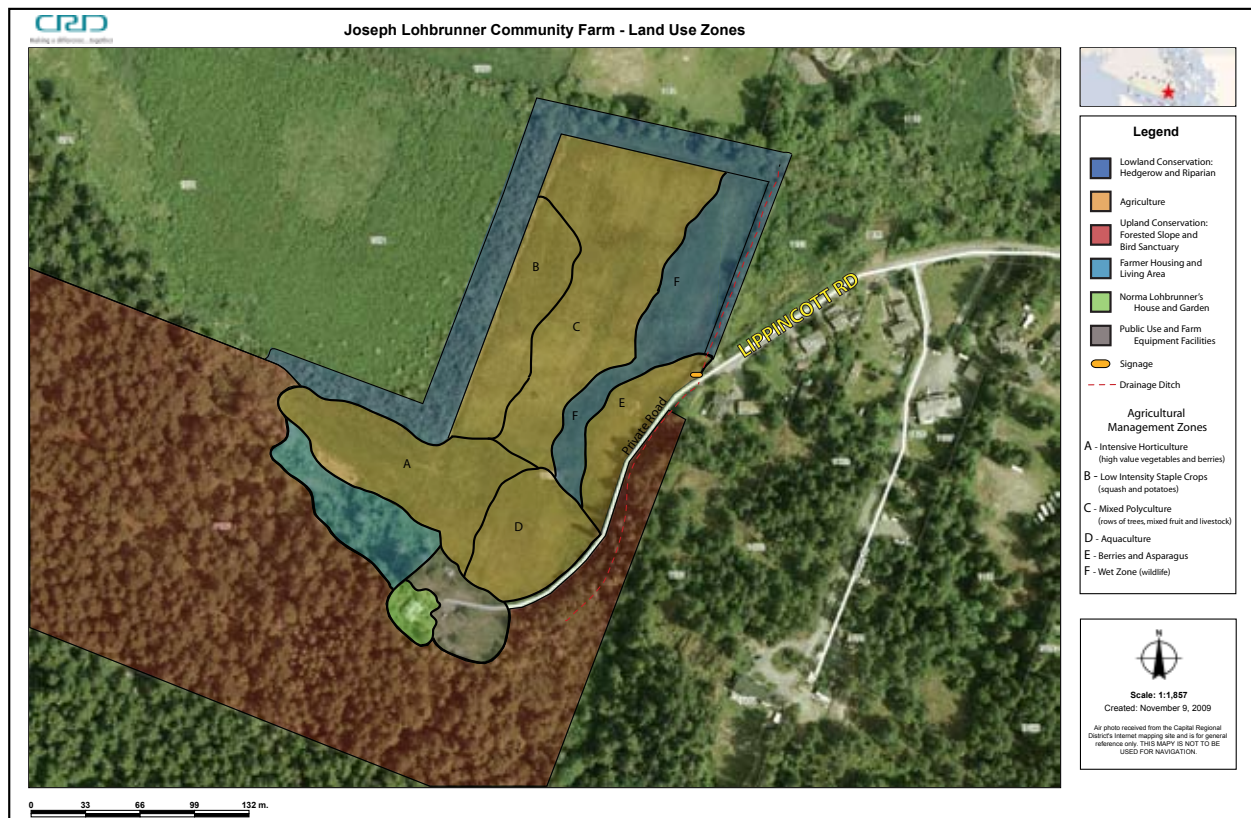 CRD
Making a difference...together
Joseph Lohbrunner Community Farm - Land Use Zones
B
F
C
LIPPINCOTT RD
E
F
Private Road
A
D
Legend
Lowland Conservation:
Hedgerow and Riparian
Agriculture
Upland Conservation:
Forested Slope and
Bird Sanctuary
Farmer Housing and
Living Area
Norma Lohbrunner's
House and Garden
Public Use and Farm
Equipment Facilities
Signage
Drainage Ditch
Agricultural
Management Zones
A - Intensive Horticulture
(high value vegetables and berries)
B - Low Intensity Staple Crops
(squash and potatoes)
C - Mixed Polyculture
(rows of trees, mixed fruit and livestock)
D - Aquaculture
E - Berries and Asparagus
F - Wet Zone (wildlife)
N
Scale: 1:1,857
Created: November 9, 2009
Air photo received from the Capital Regional
District's Internet mapping site and is for general
reference only. THIS MAPY IS NOT TO BE
USED FOR NAVIGATION.
0 33 66 99 132 m.